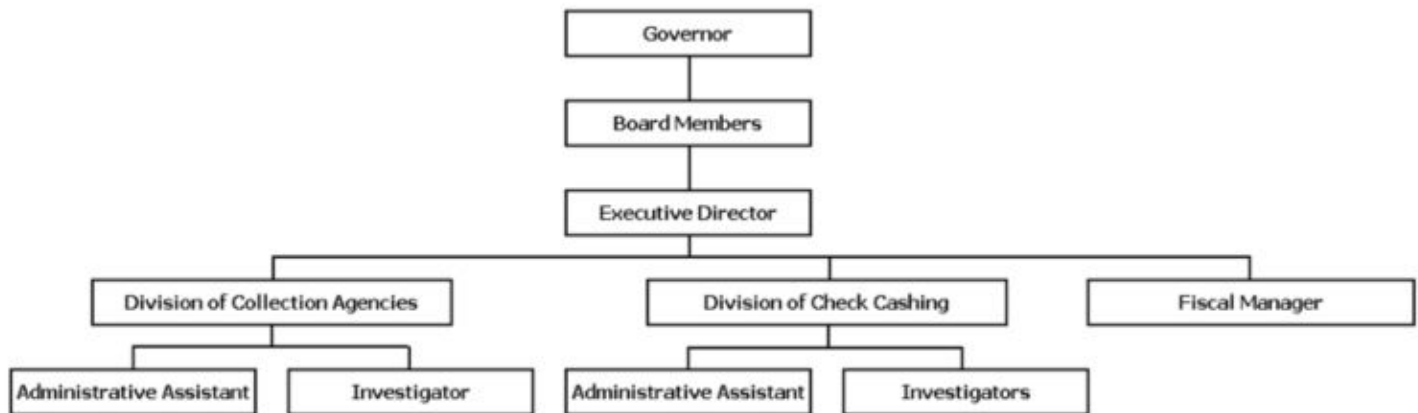 Governor
Board Members
Executive Director
Division of Collection Agencies
Division of Check Cashing
Fiscal Manager
Administrative Assistant
Investigator
Administrative Assistant
Investigators